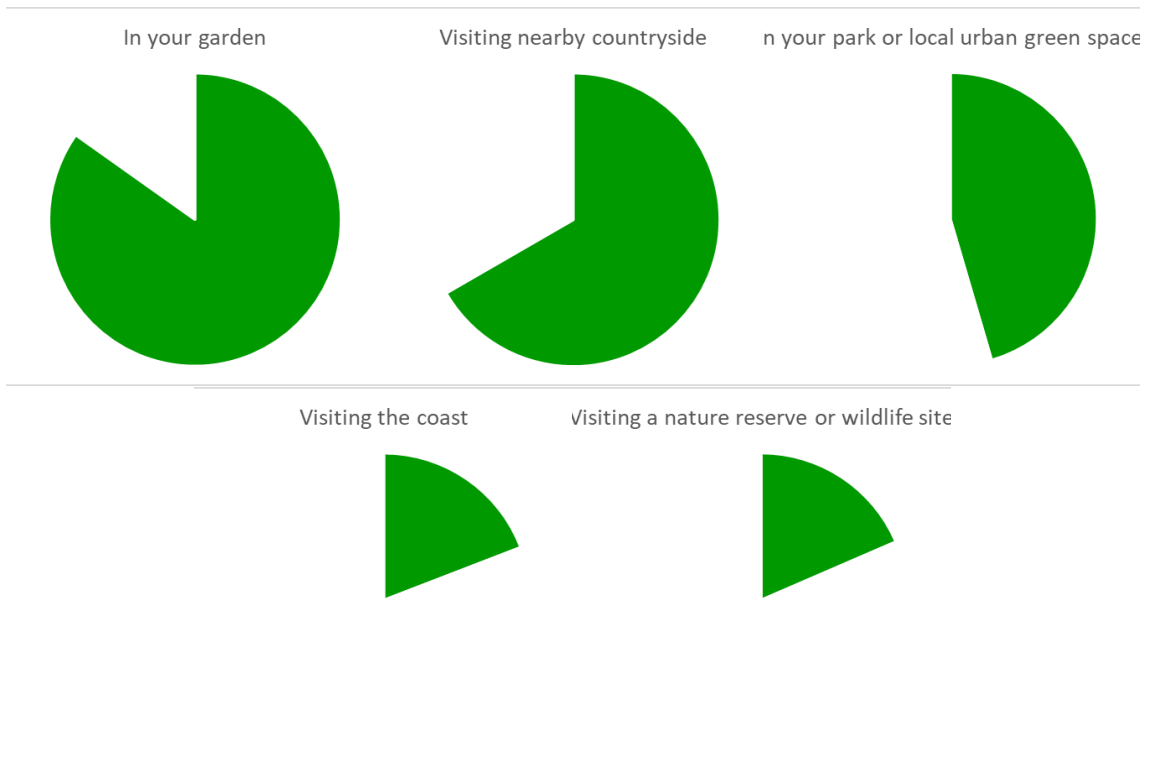 In your garden
Visiting nearby countryside
n your park or local urban green space
Visiting the coast
Visiting a nature reserve or wildlife site